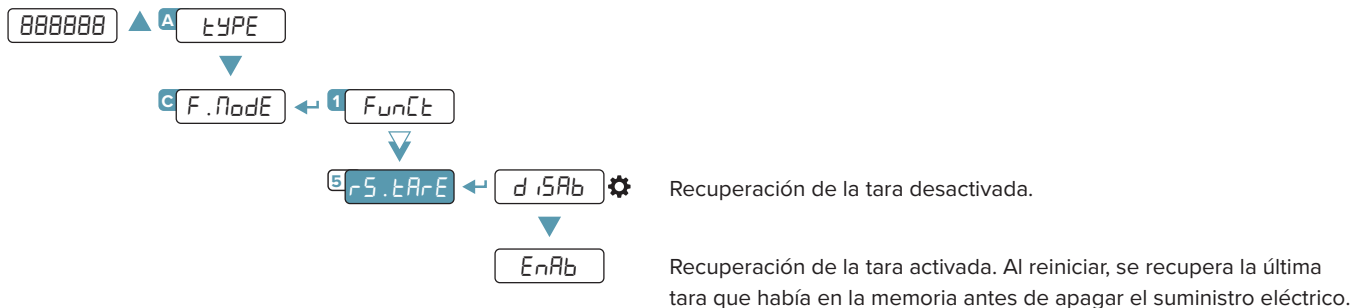 888888 A tYPE
C F.ModE 1 FunCt
5 rS.tArE diSAb Recuperación de la tara desactivada.
EnAb Recuperación de la tara activada. Al reiniciar, se recupera la última
tara que había en la memoria antes de apagar el suministro eléctrico.